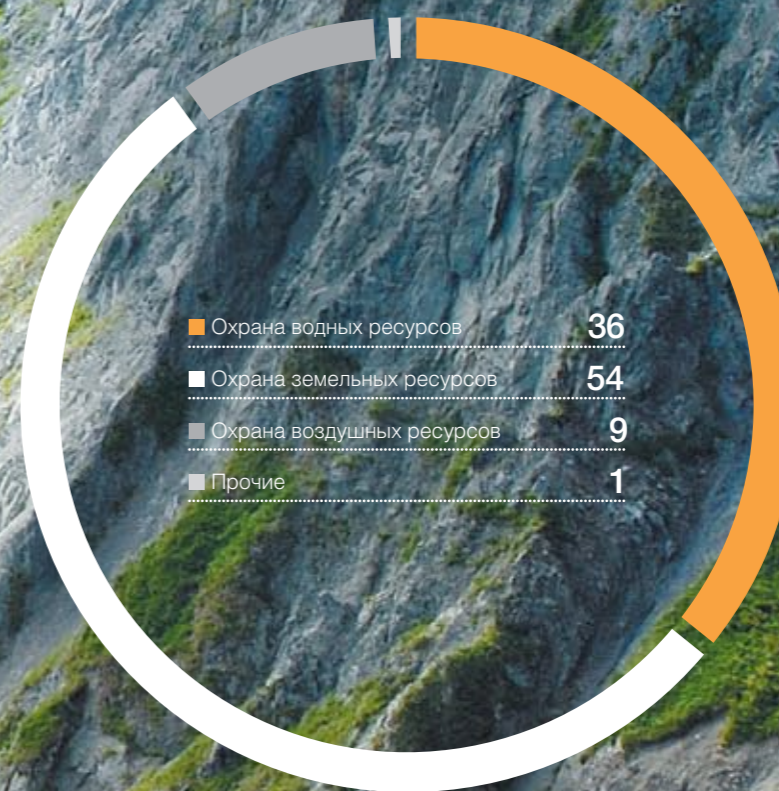 Охрана водных ресурсов 36
Охрана земельных ресурсов 54
Охрана воздушных ресурсов 9
Прочие 1